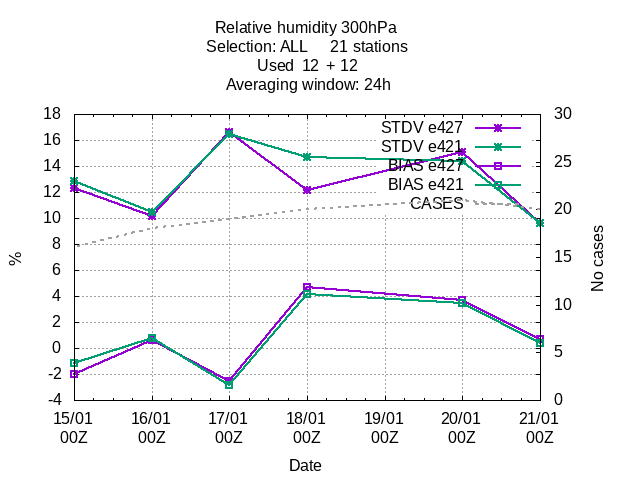 Relative humidity 300hPa
Selection: ALL 21 stations
Used 12 + 12
Averaging window: 24h
STDV e427
STDV e421
BIAS e427
BIAS e421
CASES
18
16
14
12
10
8
6
4
2
0
-2
-4
%
30
25
20
15
10
5
0
No cases
15/01 16/01 17/01 18/01 19/01 20/01 21/01
00Z 00Z 00Z 00Z 00Z 00Z 00Z
Date